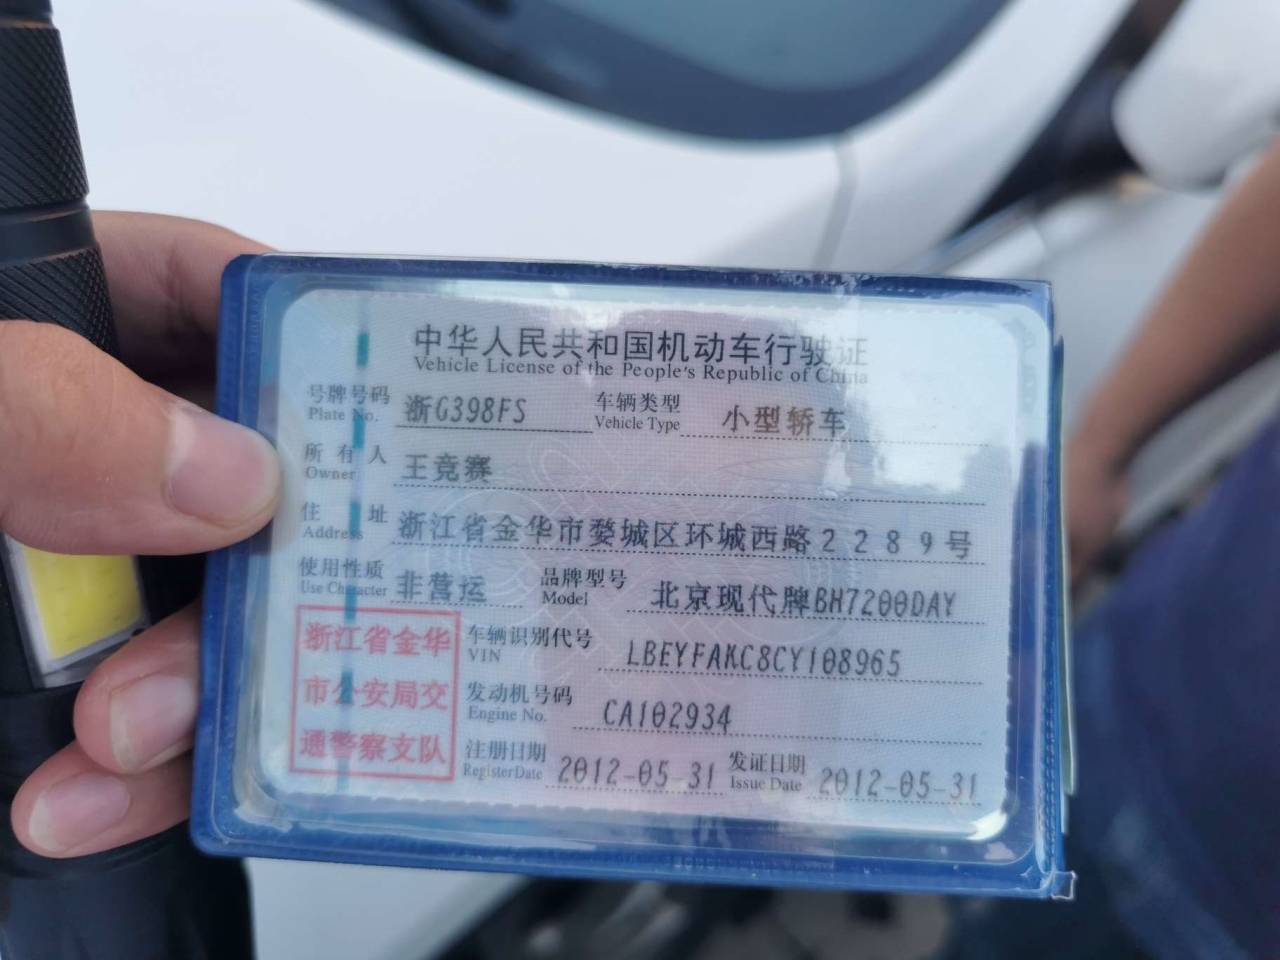 中华人民共和国机动车行驶证
Vehicle License of the People's Republic of China
号牌号码 浙G398FS 车辆类型 小型轿车
Plate No. Vehicle Type
所有人 王竞赛
Owner
住址 浙江省金华市婺城区环城西路2289号
Address
使用性质 非营运 品牌型号 北京现代牌BH7200DAY
Use Character Model
浙江省金华
市公安局交
通警察支队
车辆识别代号 LBEYFAKC8CY108965
VIN
发动机号码 CA102934
Engine No.
注册日期 2012-05-31 发证日期 2012-05-31
Register Date Issue Date